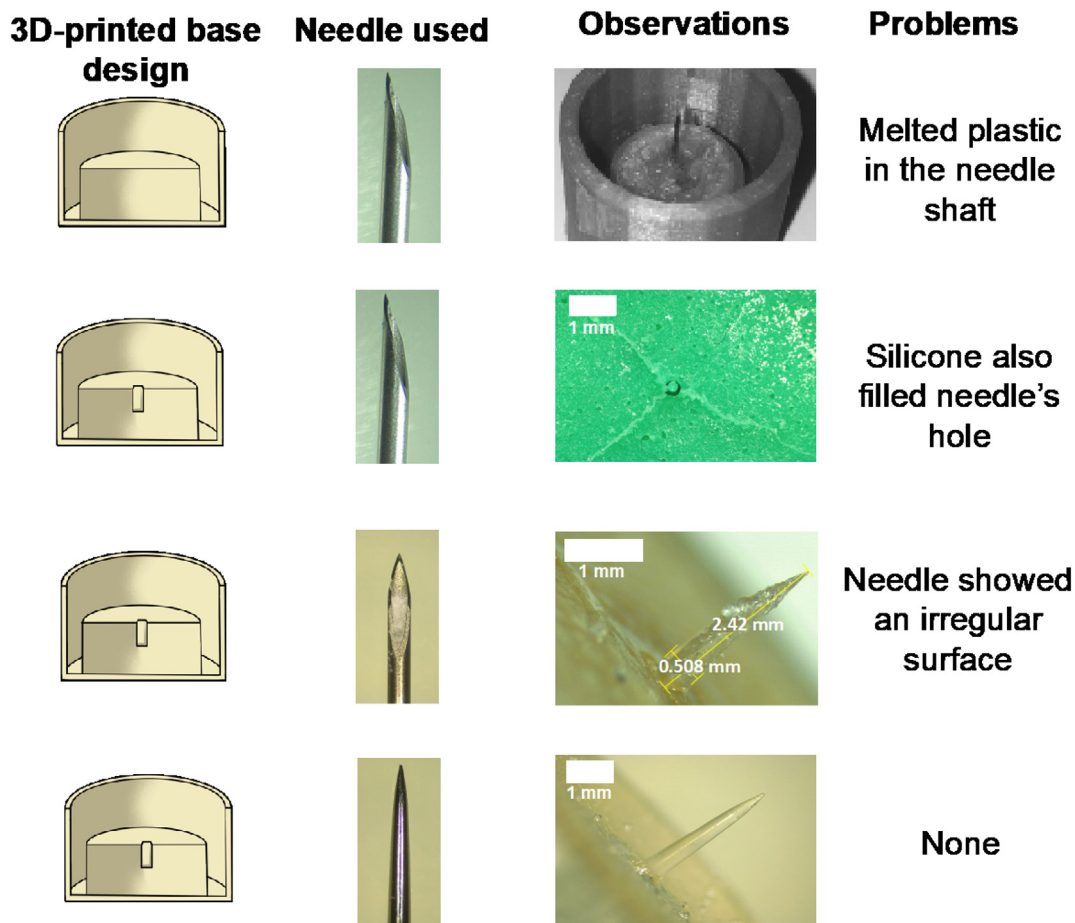 3D-printed base
design
Needle used
Observations
Problems
Melted plastic
in the needle
shaft
1 mm
Silicone also
filled needle's
hole
1 mm
2.42 mm
0.508 mm
Needle showed
an irregular
surface
1 mm
None